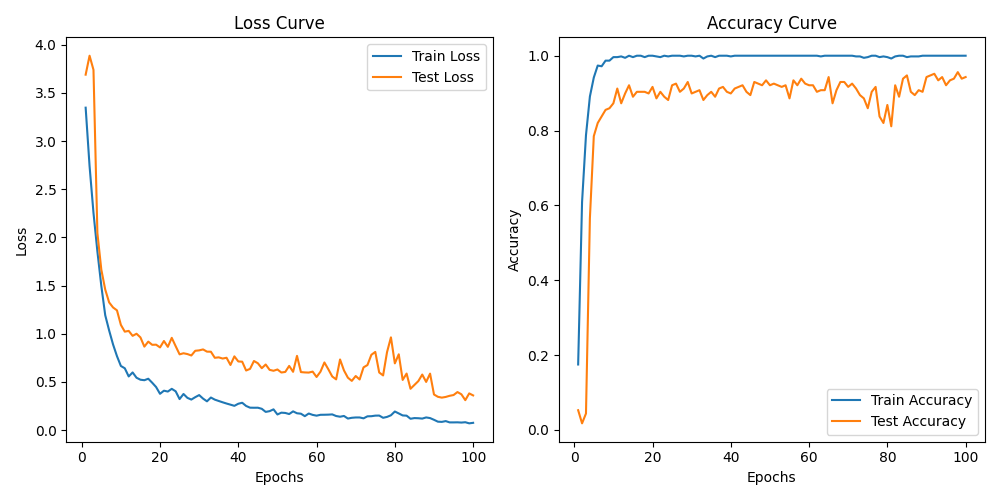 Loss Curve
4.0
3.5
3.0
2.5
2.0
1.5
1.0
0.5
0.0
Loss
0 20 40 60 80 100
Epochs
Train Loss
Test Loss
Accuracy Curve
1.0
0.8
0.6
0.4
0.2
0.0
Accuracy
0 20 40 60 80 100
Epochs
Train Accuracy
Test Accuracy